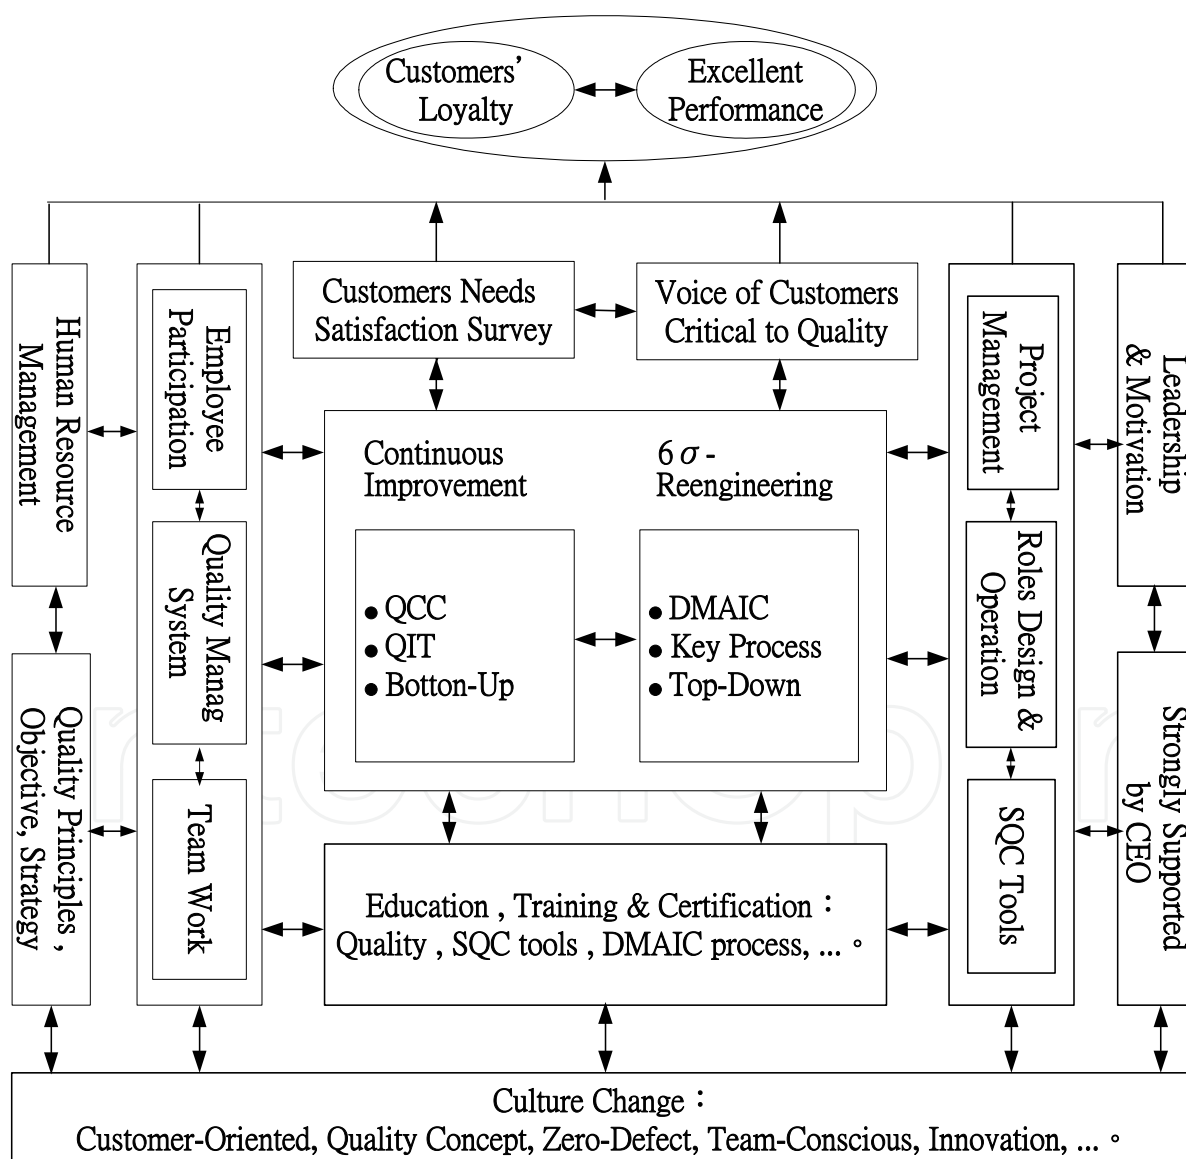 Customers’
Loyalty
Excellent
Performance
Customers Needs
Satisfaction Survey
Voice of Customers
Critical to Quality
Human Resource
Management
Employee
Participation
Project
Management
Leadership
& Motivation
Continuous
Improvement
6σ-
Reengineering
Quality Manag
System
● QCC
● QIT
● Botton-Up
● DMAIC
● Key Process
● Top-Down
Roles Design &
Operation
Quality Principles ,
Objective, Strategy
Team Work
SQC Tools
Strongly Supported
by CEO
Education , Training & Certification：
Quality , SQC tools , DMAIC process, ... 。
Culture Change：
Customer-Oriented, Quality Concept, Zero-Defect, Team-Conscious, Innovation, ... 。